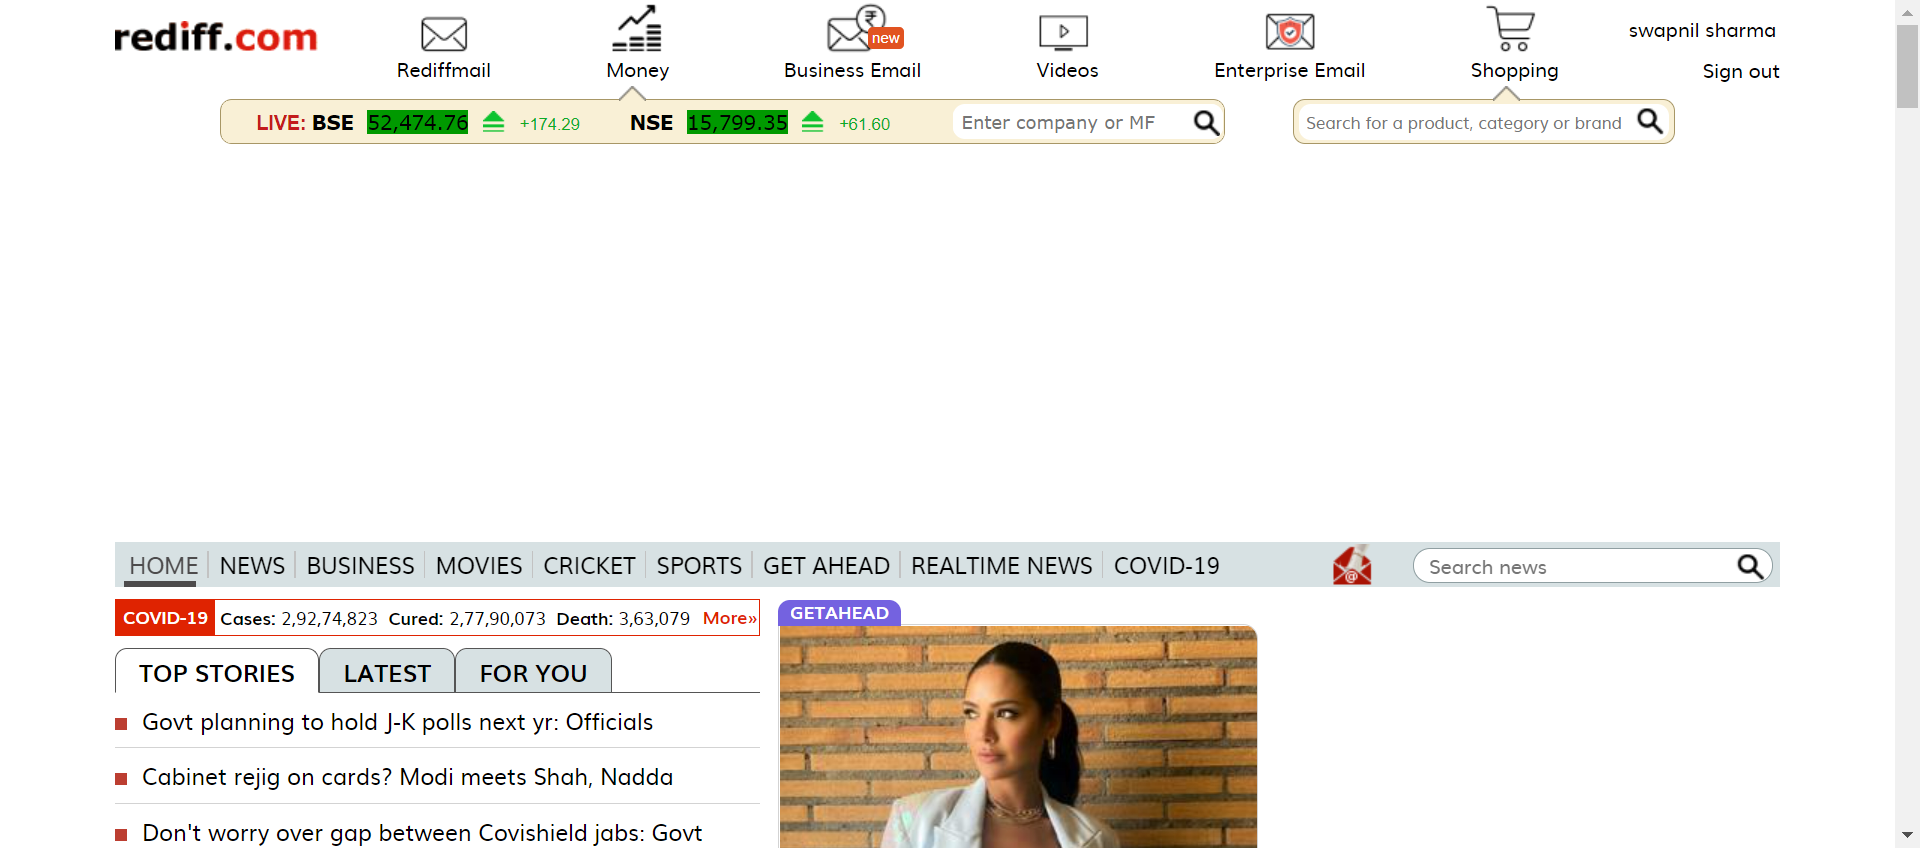 rediff.com
Rediffmail
Money
new
Business Email
Videos
Enterprise Email
Shopping
swapnil sharma
Sign out
LIVE: BSE 52,474.76 +174.29 NSE 15,799.35 +61.60
Enter company or MF
Search for a product, category or brand
HOME NEWS BUSINESS MOVIES CRICKET SPORTS GET AHEAD REALTIME NEWS COVID-19
Search news
COVID-19 Cases: 2,92,74,823 Cured: 2,77,90,073 Death: 3,63,079 More»
GETAHEAD
TOP STORIES LATEST FOR YOU
Govt planning to hold J-K polls next yr: Officials
Cabinet rejig on cards? Modi meets Shah, Nadda
Don't worry over gap between Covishield jabs: Govt